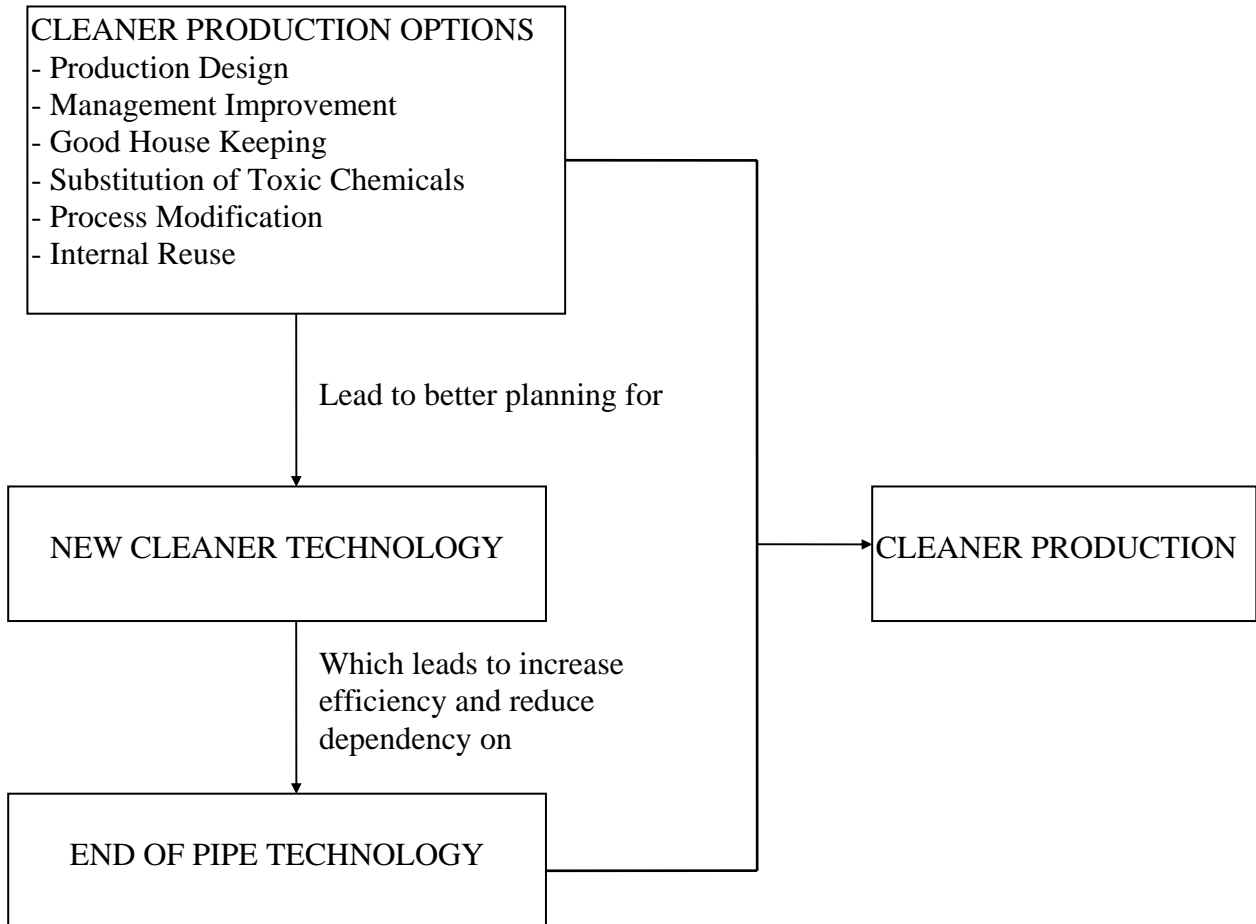 CLEANER PRODUCTION OPTIONS
- Production Design
- Management Improvement
- Good House Keeping
- Substitution of Toxic Chemicals
- Process Modification
- Internal Reuse
Lead to better planning for
NEW CLEANER TECHNOLOGY
CLEANER PRODUCTION
Which leads to increase
efficiency and reduce
dependency on
END OF PIPE TECHNOLOGY